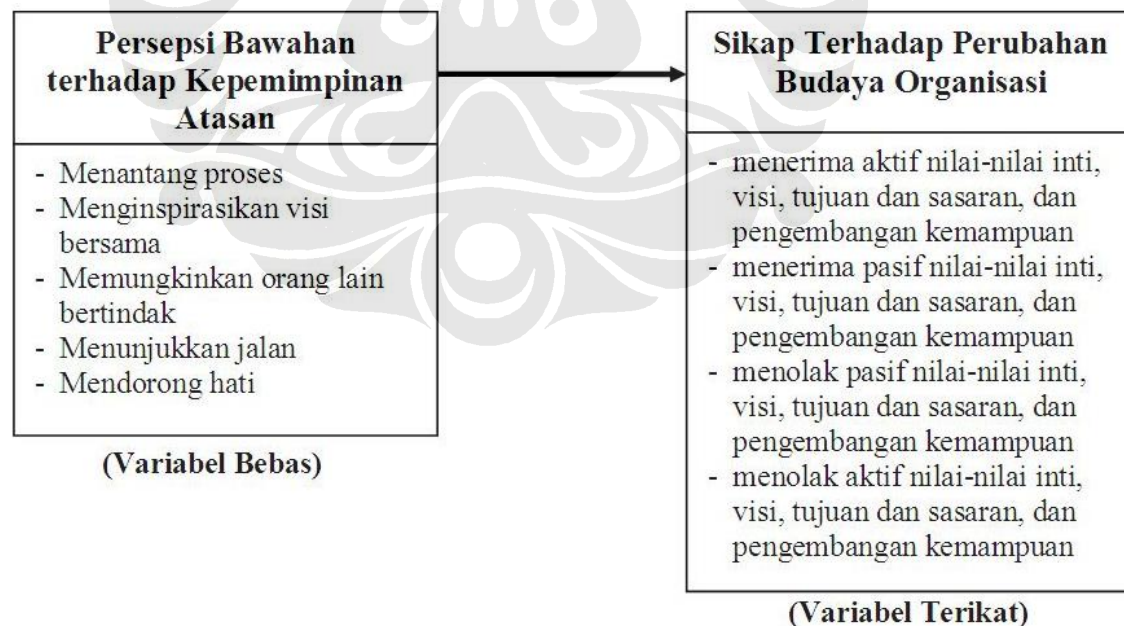 Persepsi Bawahan
terhadap Kepemimpinan
Atasan
- Menantang proses
- Menginspirasikan visi
bersama
- Memungkinkan orang lain
bertindak
- Menunjukkan jalan
- Mendorong hati
(Variabel Bebas)
Sikap Terhadap Perubahan
Budaya Organisasi
- menerima aktif nilai-nilai inti,
visi, tujuan dan sasaran, dan
pengembangan kemampuan
- menerima pasif nilai-nilai inti,
visi, tujuan dan sasaran, dan
pengembangan kemampuan
- menolak pasif nilai-nilai inti,
visi, tujuan dan sasaran, dan
pengembangan kemampuan
- menolak aktif nilai-nilai inti,
visi, tujuan dan sasaran, dan
pengembangan kemampuan
(Variabel Terikat)